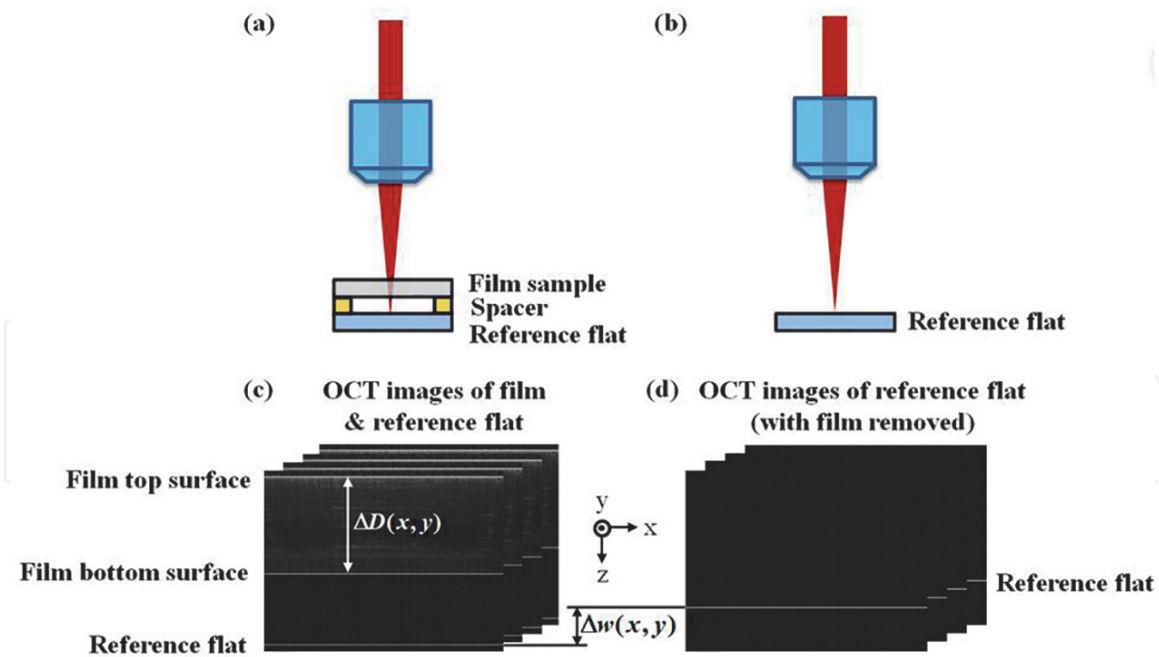 (a)
(b)
Film sample
Spacer
Reference flat
Reference flat
(c)
OCT images of film
& reference flat
(d)
OCT images of reference flat
(with film removed)
Film top surface
ΔD(x, y)
y
x
z
Film bottom surface
Reference flat
Δw(x, y)
Reference flat